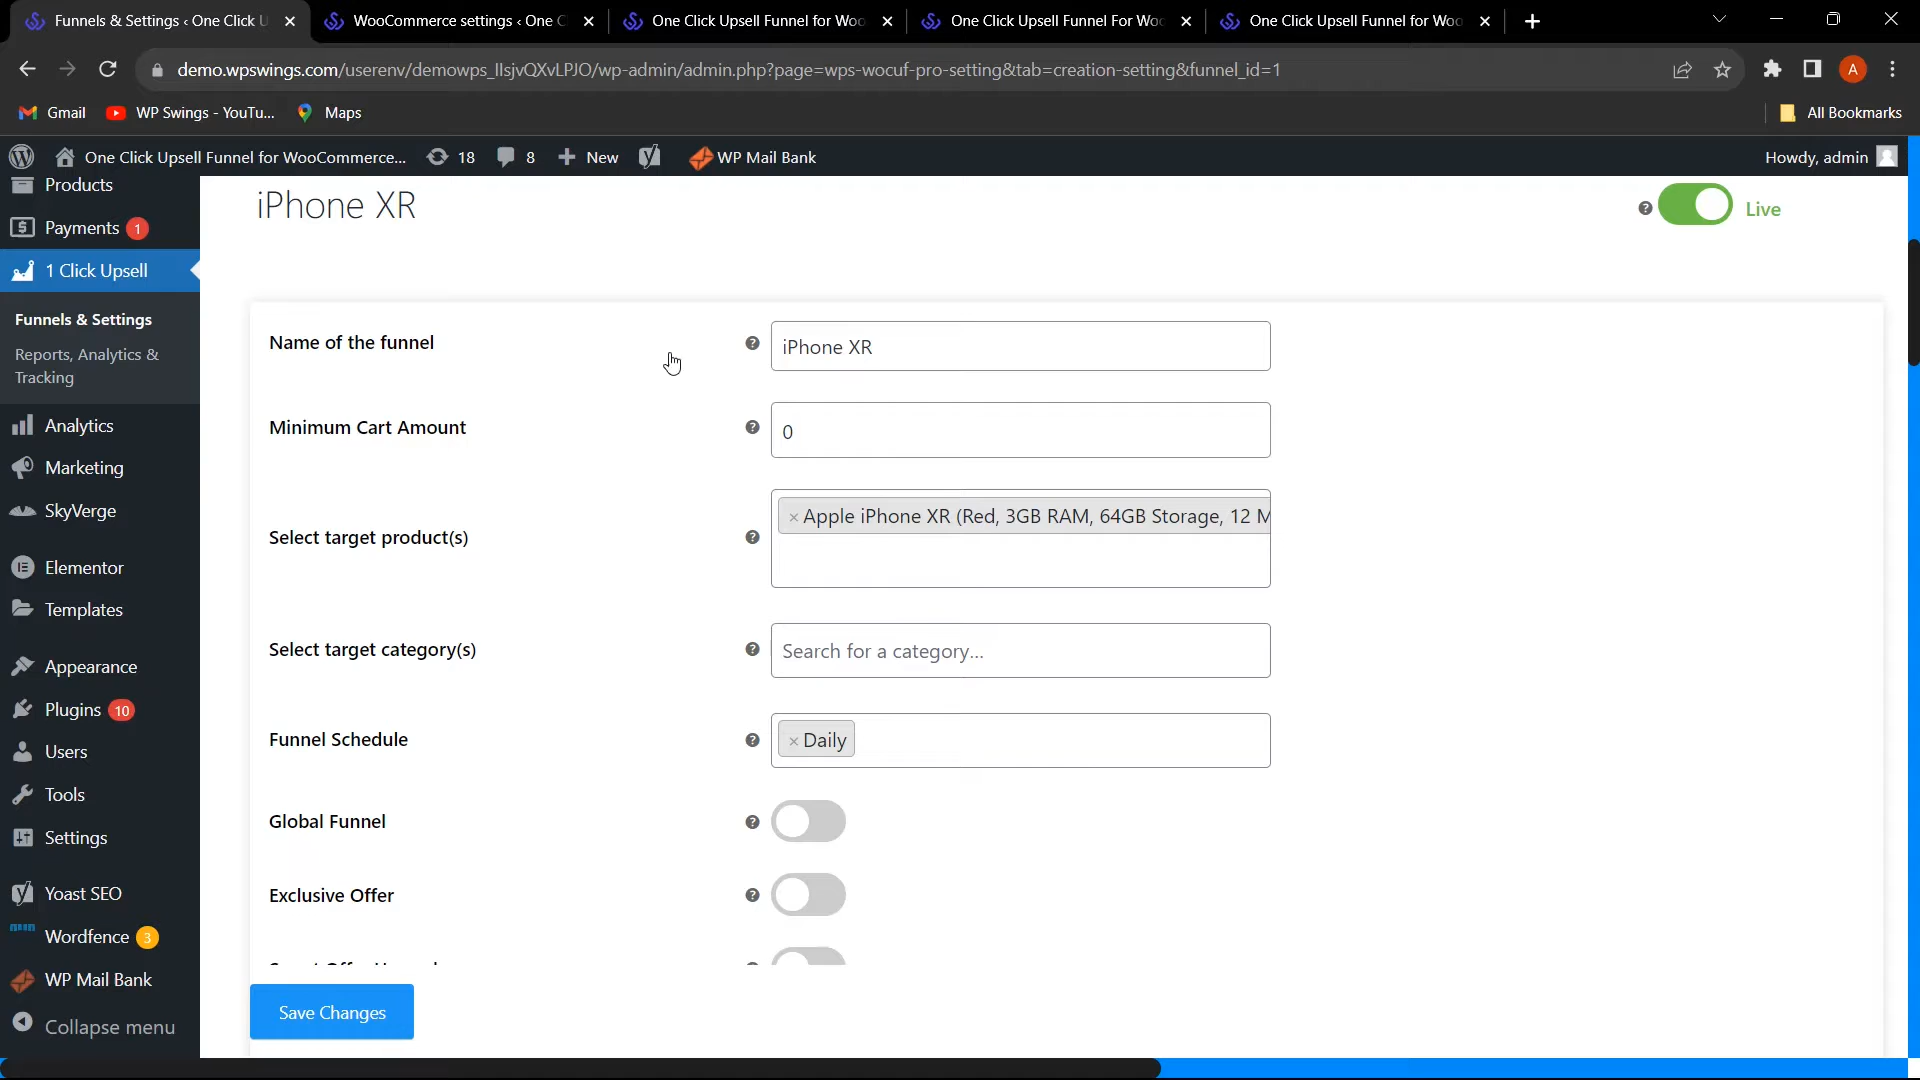 Funnels & Settings ‹ One Click U
WooCommerce settings ‹ One C
One Click Upsell Funnel for Woo
One Click Upsell Funnel For Wo
One Click Upsell Funnel for Woo
demo.wpswings.com/userenv/demowps_IlsjvQXvLPJO/wp-admin/admin.php?page=wps-wocuf-pro-setting&tab=creation-setting&funnel_id=1
A
Gmail
WP Swings - YouTu...
Maps
All Bookmarks
One Click Upsell Funnel for WooCommerce...
18
8
New
WP Mail Bank
Howdy, admin
Products
Payments 1
1 Click Upsell
Funnels & Settings
Reports, Analytics &
Tracking
Analytics
Marketing
SkyVerge
Elementor
Templates
Appearance
Plugins 10
Users
Tools
Settings
Yoast SEO
Wordfence 3
WP Mail Bank
Collapse menu
iPhone XR
Live
Name of the funnel
iPhone XR
Minimum Cart Amount
0
Select target product(s)
×Apple iPhone XR (Red, 3GB RAM, 64GB Storage, 12 M
Select target category(s)
Search for a category...
Funnel Schedule
×Daily
Global Funnel
Exclusive Offer
Save Changes